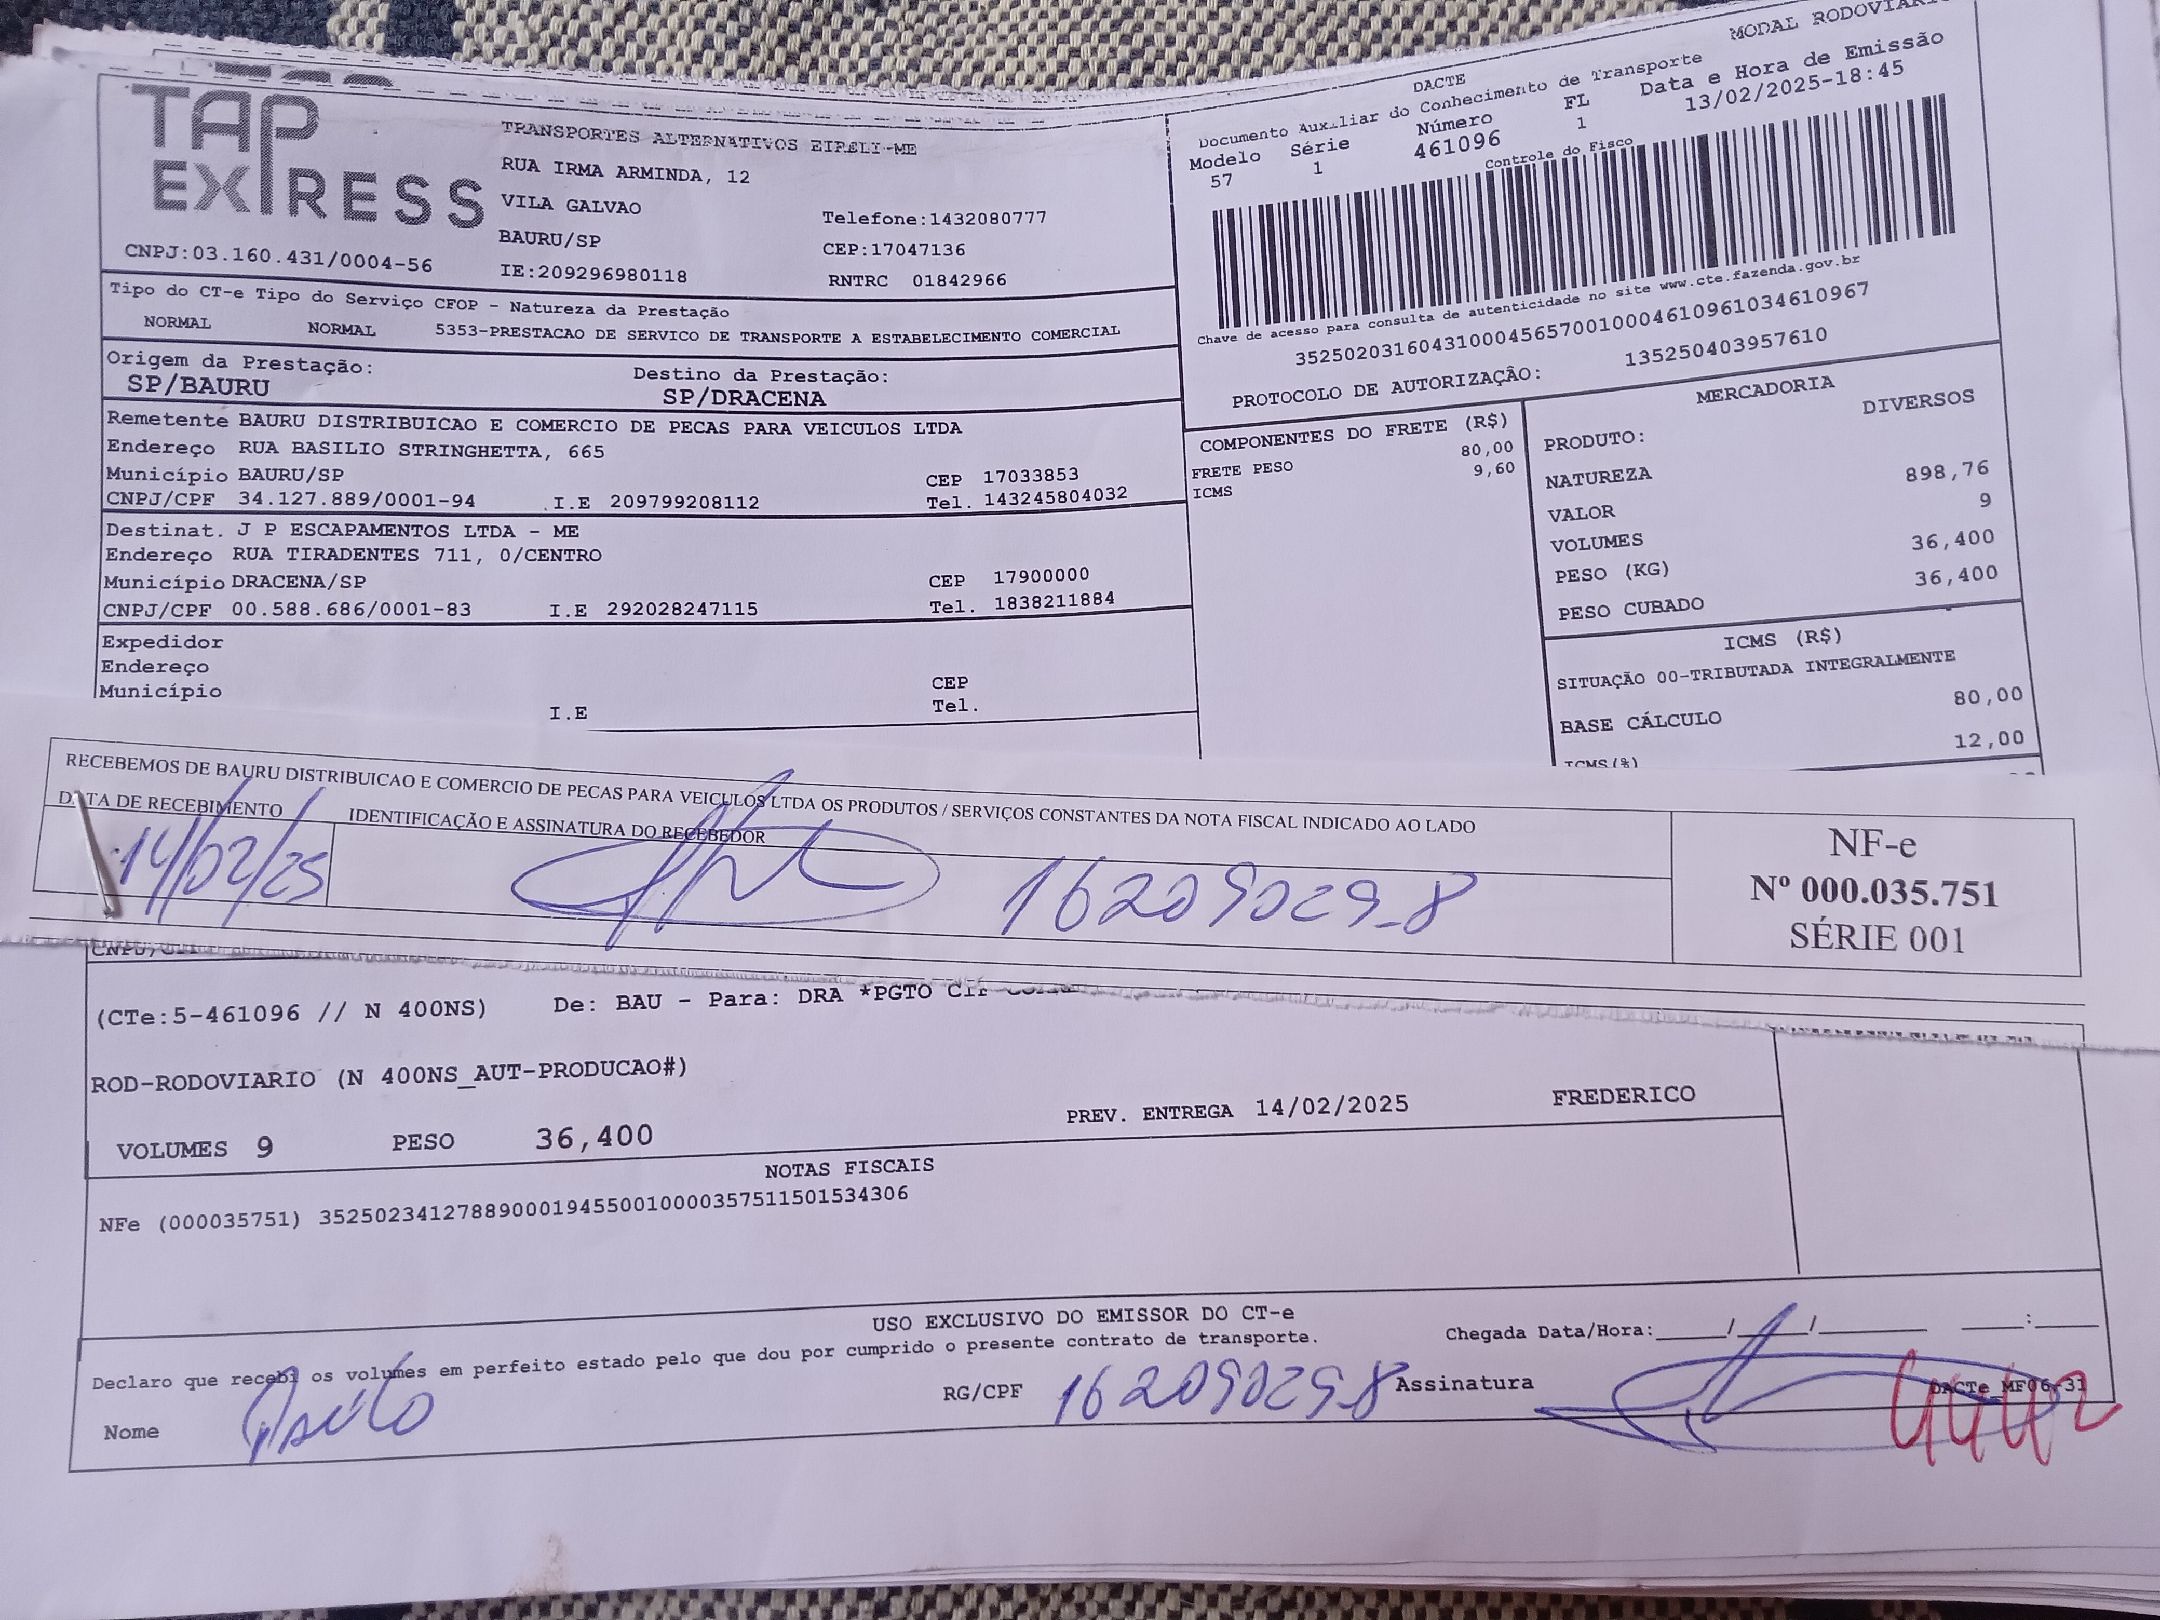 TAP
EXPRESS
CNPJ:03.160.431/0004-56
TRANSPORTES ALTERNATIVOS EIRELI-ME
RUA IRMA ARMINDA, 12
VILA GALVAO
BAURU/SP
IE:209296980118
Telefone:1432080777
CEP:17047136
RNTRC 01842966
MODAL RODOVIARI
DACTE
Documento Auxiliar do Conhecimento de Transporte
Data e Hora de Emissão
13/02/2025-18:45
Modelo Série Número FL
57 1 461096 1
Controle do Fisco
Chave de acesso para consulta de autenticidade no site www.cte.fazenda.gov.br
35250203160431000456570010004610961034610967
PROTOCOLO DE AUTORIZAÇÃO: 135250403957610
Tipo do CT-e Tipo do Serviço CFOP - Natureza da Prestação
NORMAL NORMAL 5353-PRESTACAO DE SERVICO DE TRANSPORTE A ESTABELECIMENTO COMERCIAL
Origem da Prestação: Destino da Prestação:
SP/BAURU SP/DRACENA
Remetente BAURU DISTRIBUICAO E COMERCIO DE PECAS PARA VEICULOS LTDA
Endereço RUA BASILIO STRINGHETTA, 665
Município BAURU/SP CEP 17033853
CNPJ/CPF 34.127.889/0001-94 I.E 209799208112 Tel. 143245804032
Destinat. J P ESCAPAMENTOS LTDA - ME
Endereço RUA TIRADENTES 711, 0/CENTRO
Município DRACENA/SP CEP 17900000
CNPJ/CPF 00.588.686/0001-83 I.E 292028247115 Tel. 1838211884
Expedidor
Endereço
Município CEP
I.E Tel.
COMPONENTES DO FRETE (R$)
FRETE PESO 80,00
ICMS 9,60
MERCADORIA
PRODUTO: DIVERSOS
NATUREZA
VALOR 898,76
VOLUMES 9
PESO (KG) 36,400
PESO CUBADO 36,400
ICMS (R$)
SITUAÇÃO 00-TRIBUTADA INTEGRALMENTE
BASE CÁLCULO 80,00
ICMS(%) 12,00
RECEBEMOS DE BAURU DISTRIBUICAO E COMERCIO DE PECAS PARA VEICULOS LTDA OS PRODUTOS / SERVIÇOS CONSTANTES DA NOTA FISCAL INDICADO AO LADO
DATA DE RECEBIMENTO IDENTIFICAÇÃO E ASSINATURA DO RECEBEDOR
14/02/25 16209029-8
NF-e
Nº 000.035.751
SÉRIE 001
(CTe:5-461096 // N 400NS) De: BAU - Para: DRA *PGTO CIF
ROD-RODOVIARIO (N 400NS_AUT-PRODUCAO#)
VOLUMES 9 PESO 36,400 PREV. ENTREGA 14/02/2025 FREDERICO
NOTAS FISCAIS
NFe (000035751) 35250234127889000194550010000357511501534306
USO EXCLUSIVO DO EMISSOR DO CT-e
Declaro que recebi os volumes em perfeito estado pelo que dou por cumprido o presente contrato de transporte.
Chegada Data/Hora:_____/_____/________ ____:____
Nome RG/CPF 16209029-8 Assinatura
DACTe_MF06-31